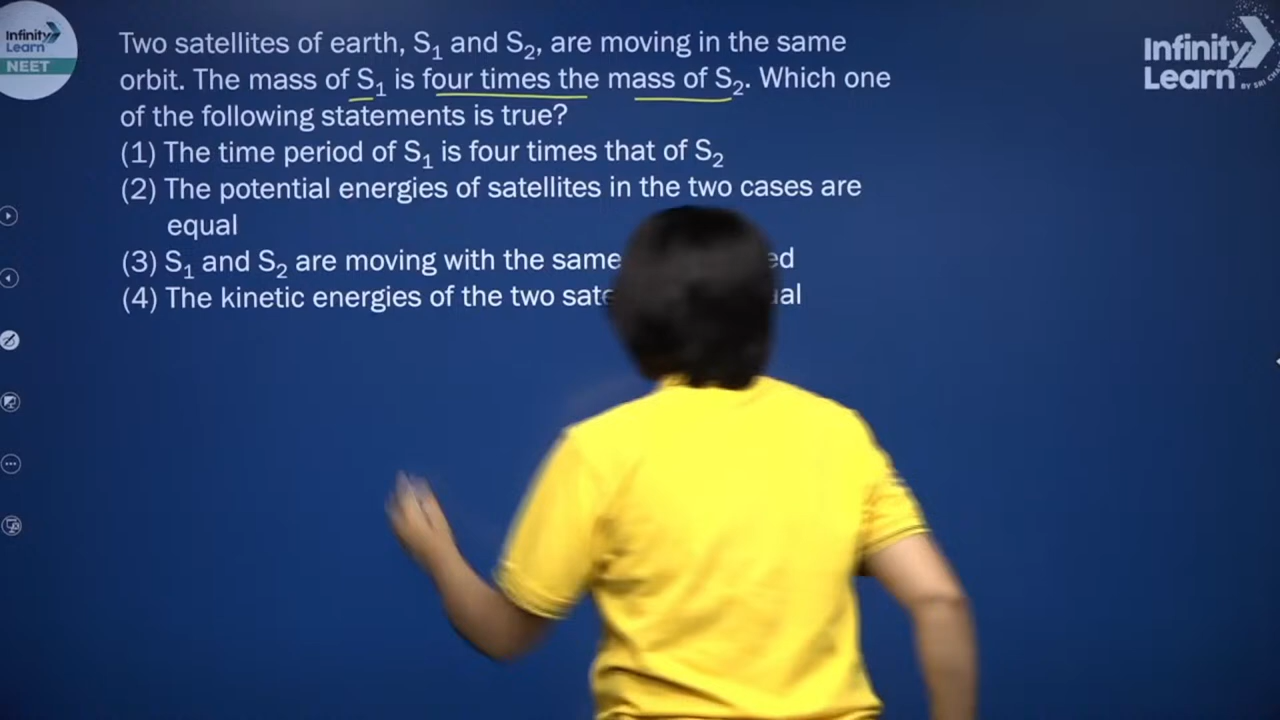 Infinity
Learn
NEET
Infinity
Learn
BY SRI
Two satellites of earth, S₁ and S₂, are moving in the same
orbit. The mass of S₁ is four times the mass of S₂. Which one
of the following statements is true?
(1) The time period of S₁ is four times that of S₂
(2) The potential energies of satellites in the two cases are
equal
(3) S₁ and S₂ are moving with the same
(4) The kinetic energies of the two